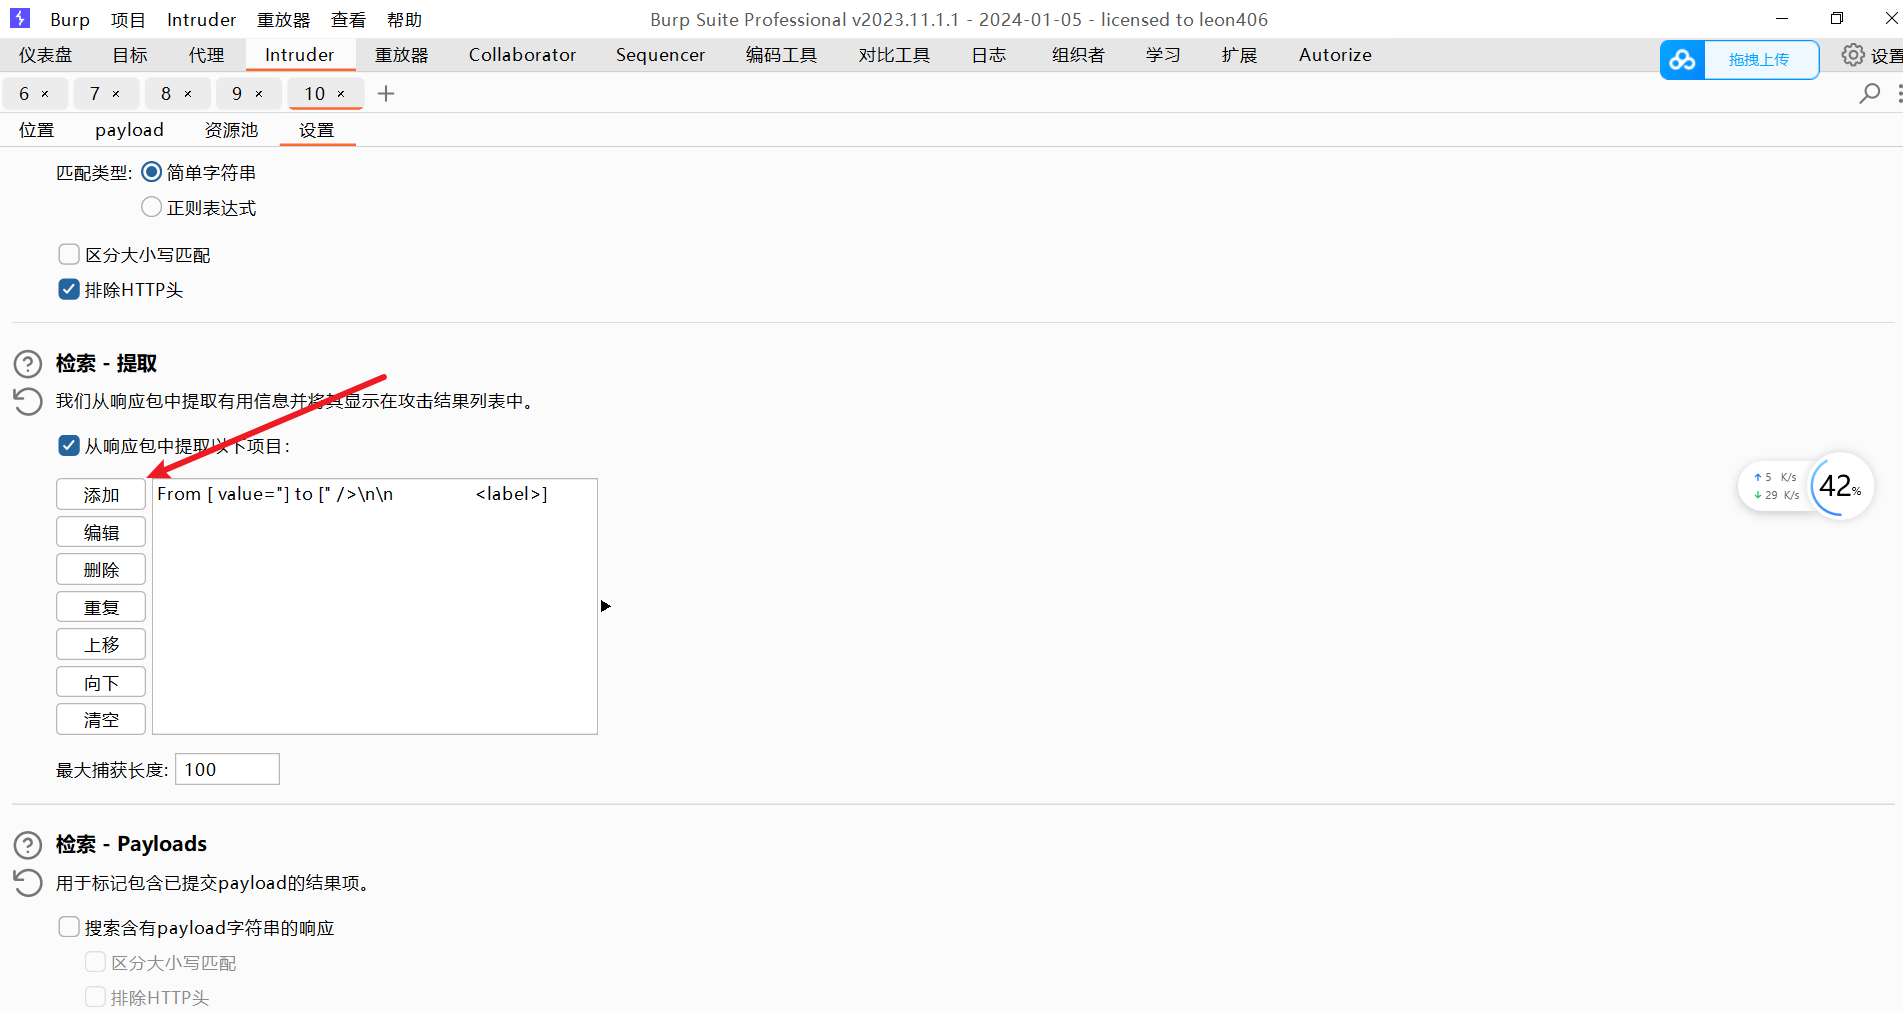 Burp 项目 Intruder 重放器 查看 帮助 Burp Suite Professional v2023.11.1.1 - 2024-01-05 - licensed to leon406
仪表盘 目标 代理 Intruder 重放器 Collaborator Sequencer 编码工具 对比工具 日志 组织者 学习 扩展 Autorize 拖拽上传 设置
6 × 7 × 8 × 9 × 10 × +
位置 payload 资源池 设置
匹配类型: 简单字符串
正则表达式
区分大小写匹配
排除HTTP头
检索 - 提取
我们从响应包中提取有用信息并将其显示在攻击结果列表中。
从响应包中提取以下项目:
添加 From [ value="] to [" />\n\n <label>]
编辑
删除
重复
上移
向下
清空
↑ 5 K/s
↓ 29 K/s
42%
最大捕获长度: 100
检索 - Payloads
用于标记包含已提交payload的结果项。
搜索含有payload字符串的响应
区分大小写匹配
排除HTTP头